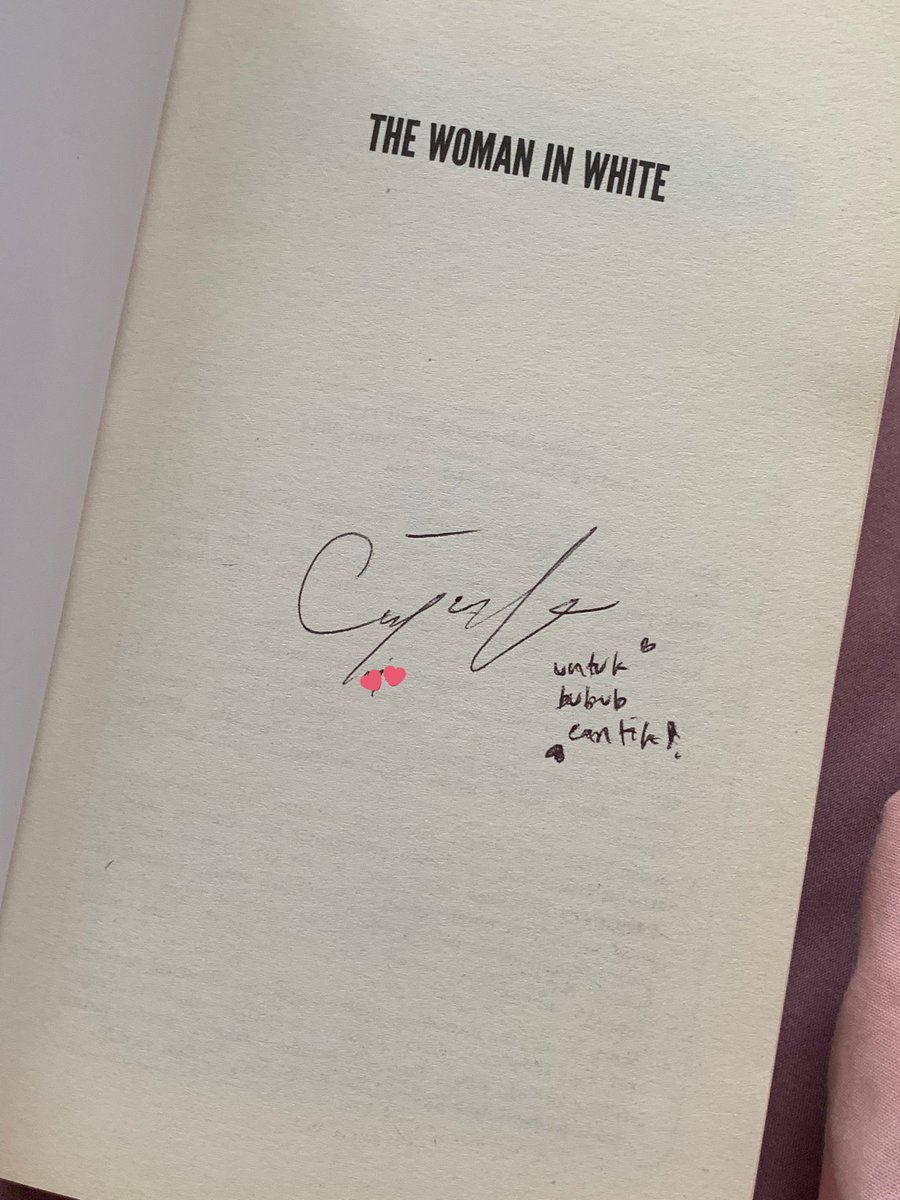 THE WOMAN IN WHITE
untuk
bubub
cantik!